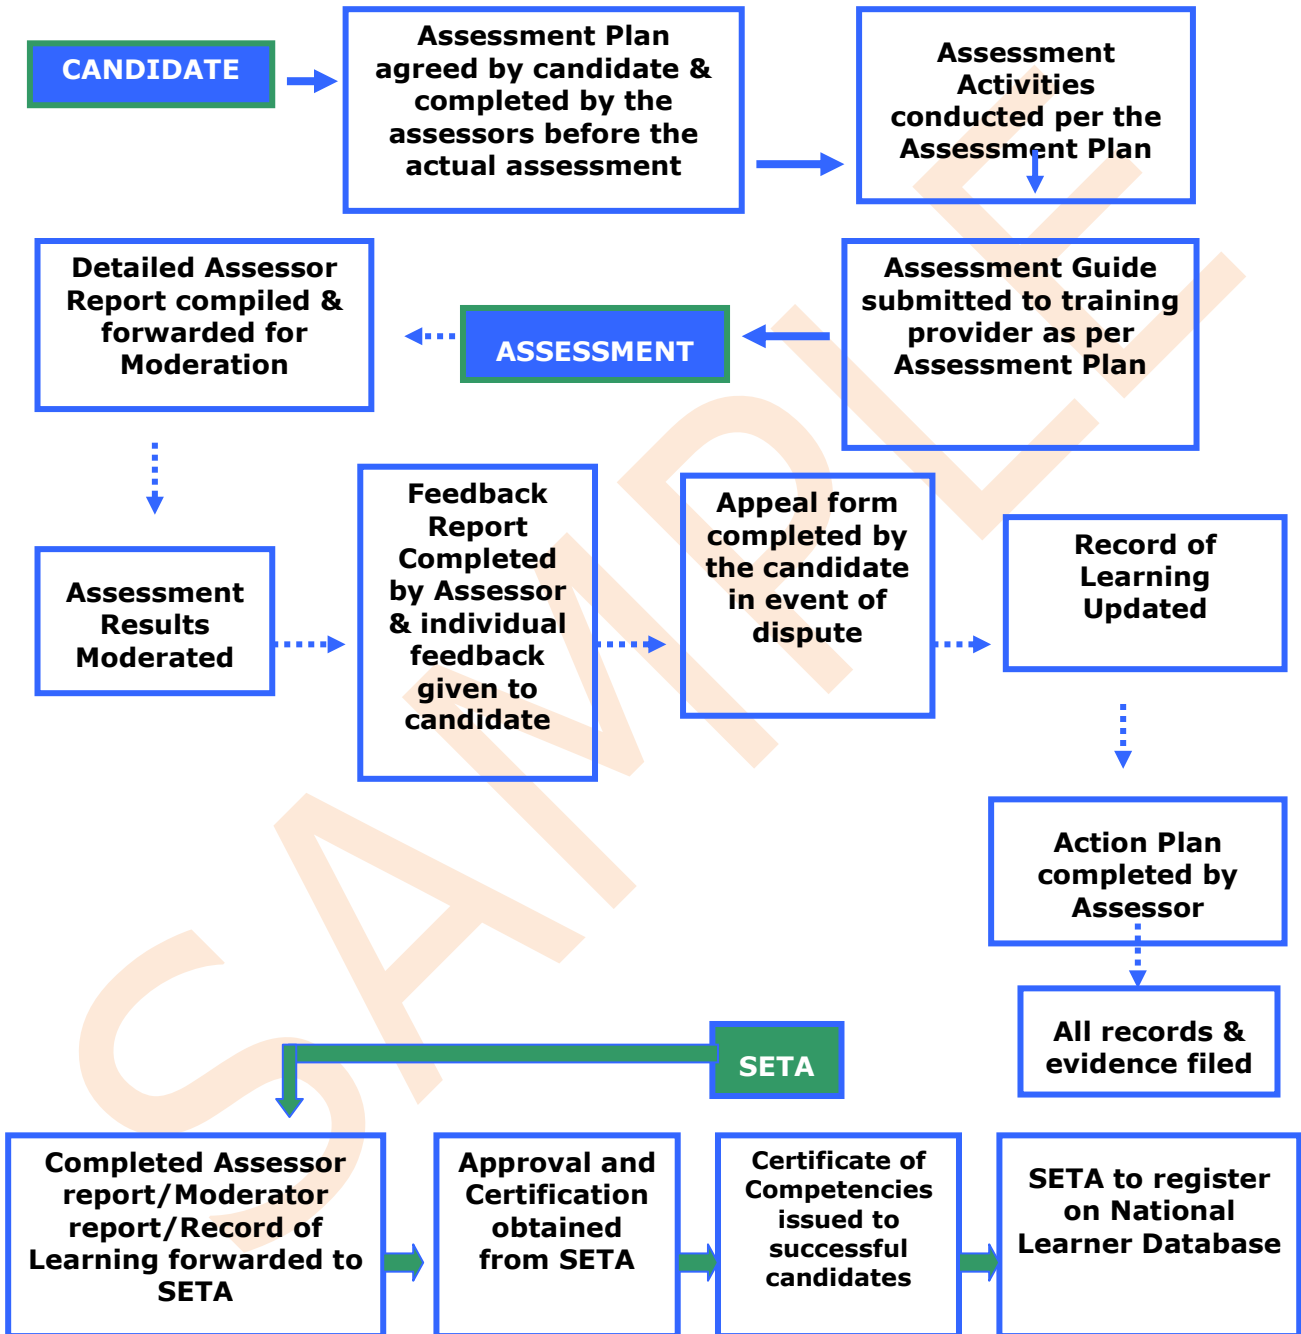 CANDIDATE
Assessment Plan
agreed by candidate &
completed by the
assessors before the
actual assessment
Assessment
Activities
conducted per the
Assessment Plan
Detailed Assessor
Report compiled &
forwarded for
Moderation
ASSESSMENT
Assessment Guide
submitted to training
provider as per
Assessment Plan
Assessment
Results
Moderated
Feedback
Report
Completed
by Assessor
& individual
feedback
given to
candidate
Appeal form
completed by
the candidate
in event of
dispute
Record of
Learning
Updated
Action Plan
completed by
Assessor
All records &
evidence filed
SETA
Completed Assessor
report/Moderator
report/Record of
Learning forwarded to
SETA
Approval and
Certification
obtained
from SETA
Certificate of
Competencies
issued to
successful
candidates
SETA to register
on National
Learner Database
SAMPLE